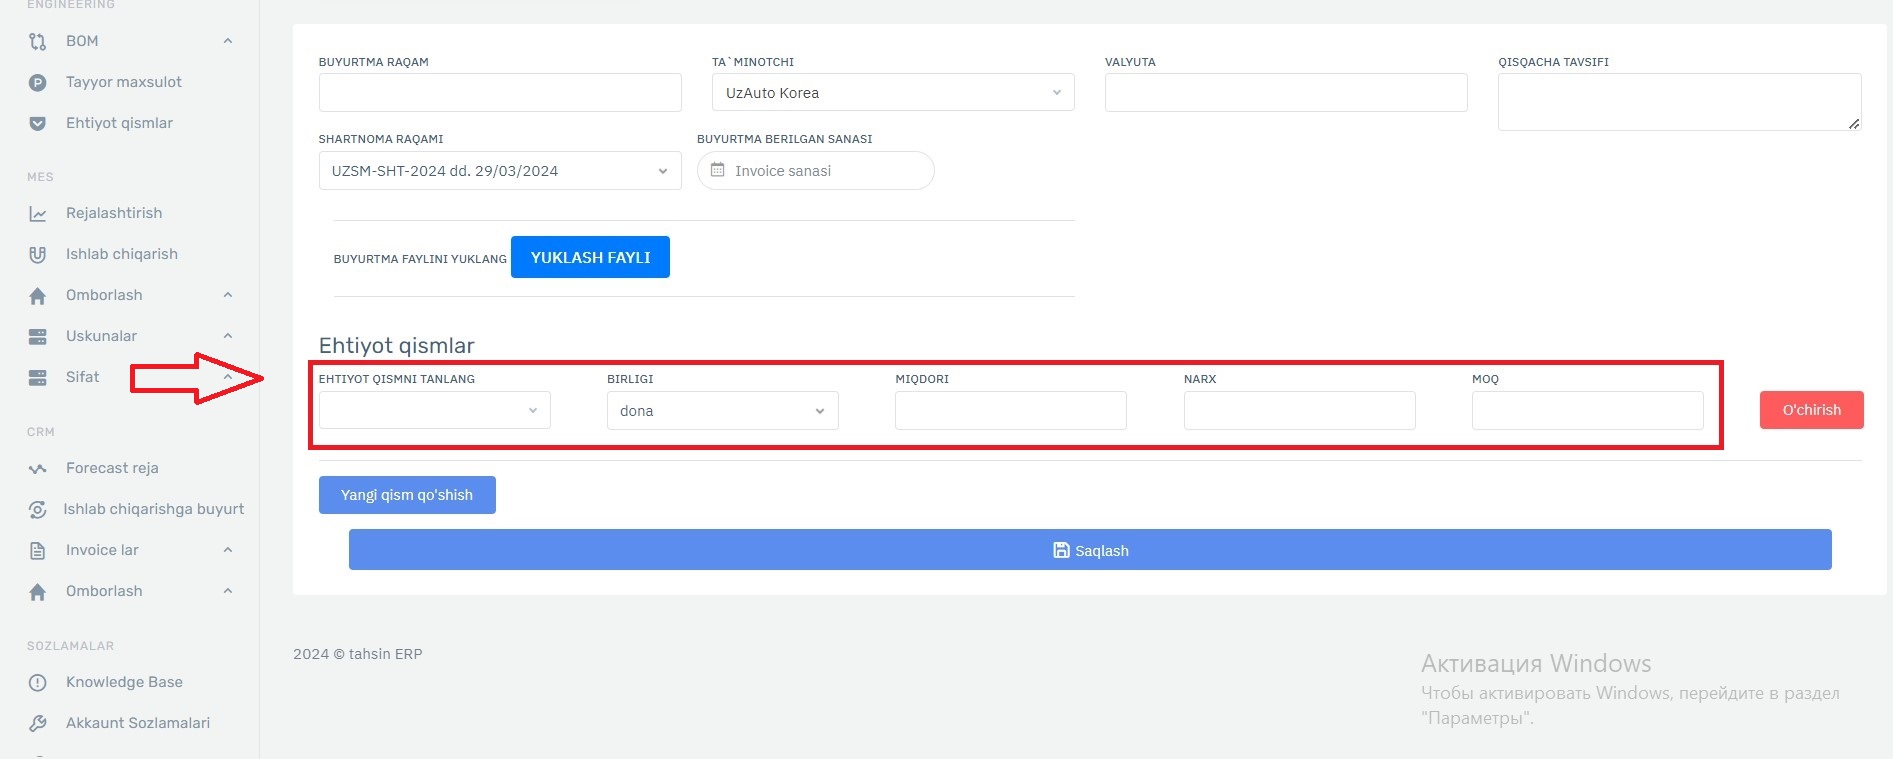 ENGINEERING
BOM
Tayyor maxsulot
Ehtiyot qismlar
MES
Rejalashtirish
Ishlab chiqarish
Omborlash
Uskunalar
Sifat
CRM
Forecast reja
Ishlab chiqarishga buyurt
Invoice lar
Omborlash
SOZLAMALAR
Knowledge Base
Akkaunt Sozlamalari
BUYURTMA RAQAM
TA`MINOTCHI
VALYUTA
QISQACHA TAVSIFI
UzAuto Korea
SHARTNOMA RAQAMI
BUYURTMA BERILGAN SANASI
UZSM-SHT-2024 dd. 29/03/2024
Invoice sanasi
BUYURTMA FAYLINI YUKLANG
YUKLASH FAYLI
Ehtiyot qismlar
EHTIYOT QISMNI TANLANG
BIRLIGI
MIQDORI
NARX
MOQ
dona
O'chirish
Yangi qism qo'shish
Saqlash
2024 © tahsin ERP
Активация Windows
Чтобы активировать Windows, перейдите в раздел
"Параметры".